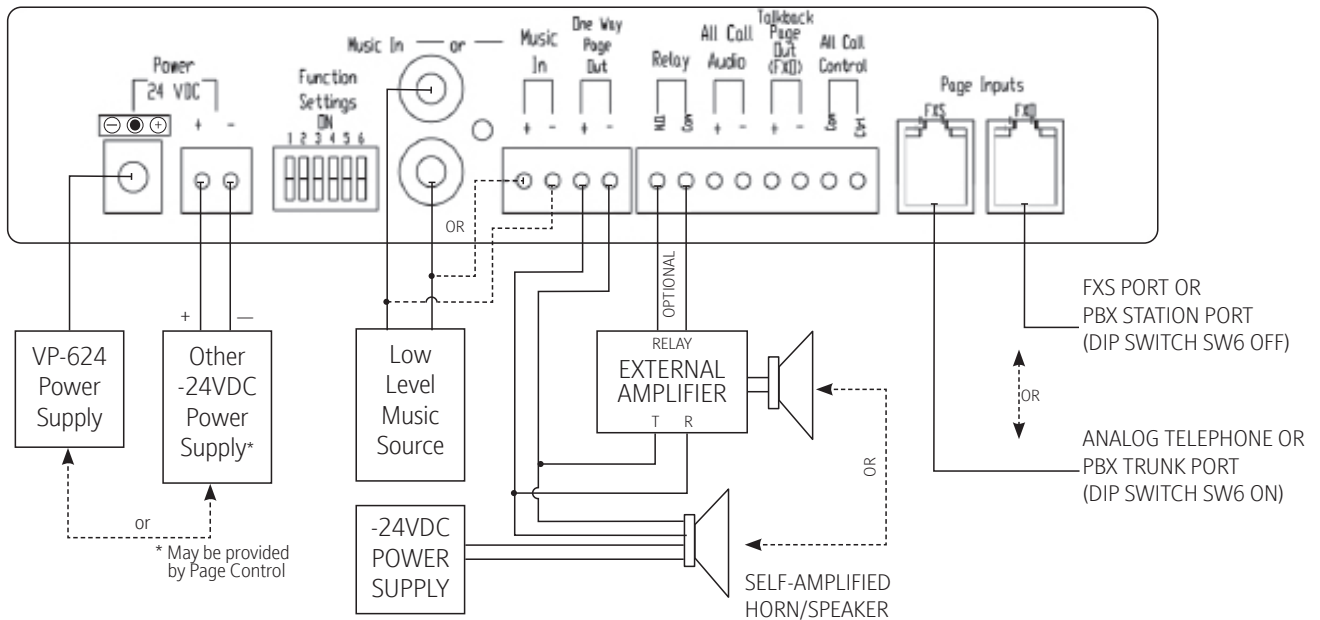 Power
24 VDC
+ -
Function
Settings
ON
1 2 3 4 5 6
Music In — or —
Music
In
+ -
One Way
Page
Out
+ -
Relay
All Call
Audio
+ -
Talkback
Page
Out
(FXO)
+ -
All Call
Control
Page Inputs
FXS
FXO
OR
OPTIONAL
+ —
VP-624
Power
Supply
Other
-24VDC
Power
Supply*
or
* May be provided
by Page Control
Low
Level
Music
Source
RELAY
EXTERNAL
AMPLIFIER
T R
OR
-24VDC
POWER
SUPPLY
SELF-AMPLIFIED
HORN/SPEAKER
FXS PORT OR
PBX STATION PORT
(DIP SWITCH SW6 OFF)
OR
ANALOG TELEPHONE OR
PBX TRUNK PORT
(DIP SWITCH SW6 ON)